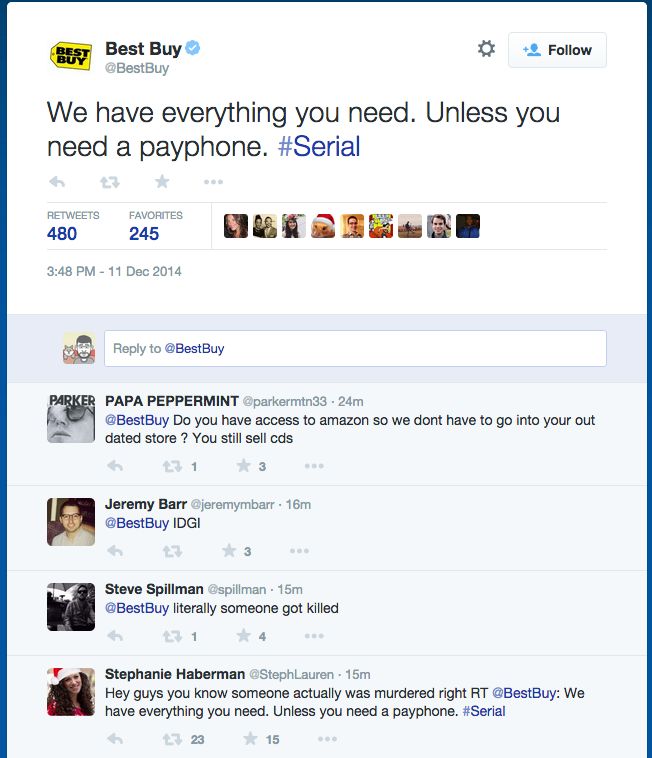 BEST
BUY
Best Buy
@BestBuy
Follow
We have everything you need. Unless you
need a payphone. #Serial
RETWEETS
FAVORITES
480
245
3:48 PM - 11 Dec 2014
Reply to @BestBuy
PARKER
PAPA PEPPERMINT @parkermtn33 · 24m
@BestBuy Do you have access to amazon so we dont have to go into your out
dated store ? You still sell cds
1
3
Jeremy Barr @jeremymbarr · 16m
@BestBuy IDGI
3
Steve Spillman @spillman · 15m
@BestBuy literally someone got killed
1
4
Stephanie Haberman @StephLauren · 15m
Hey guys you know someone actually was murdered right RT @BestBuy: We
have everything you need. Unless you need a payphone. #Serial
23
15